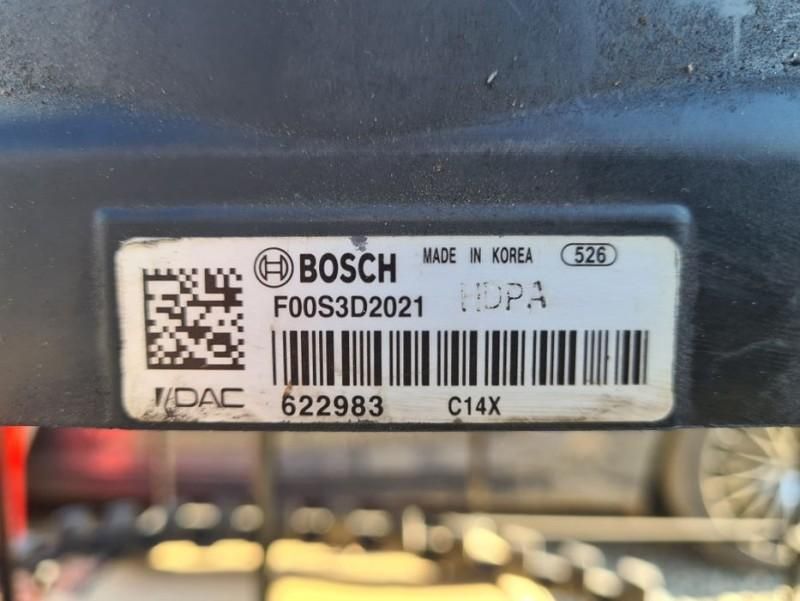 BOSCH MADE IN KOREA 526
F00S3D2021 HDPA
DAC 622983 C14X